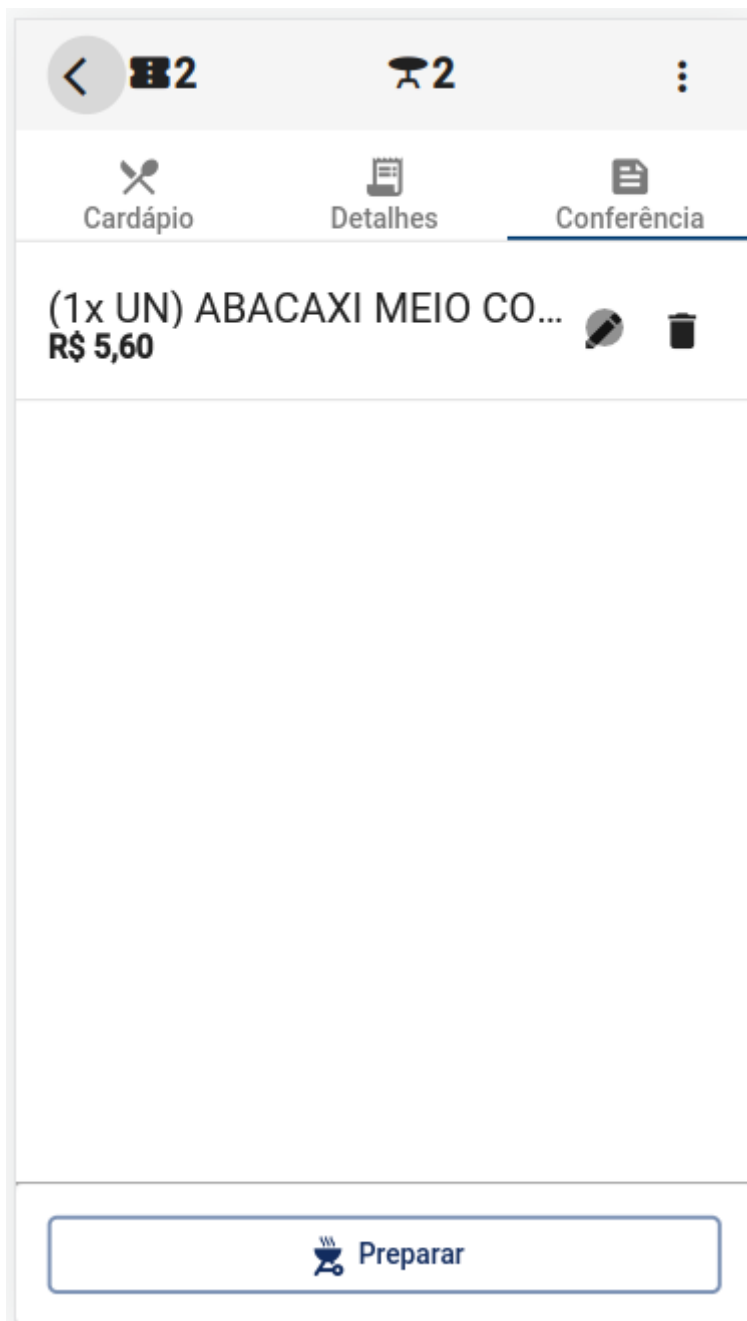 2 2
Cardápio Detalhes Conferência
(1x UN) ABACAXI MEIO CO...
R$ 5,60
Preparar